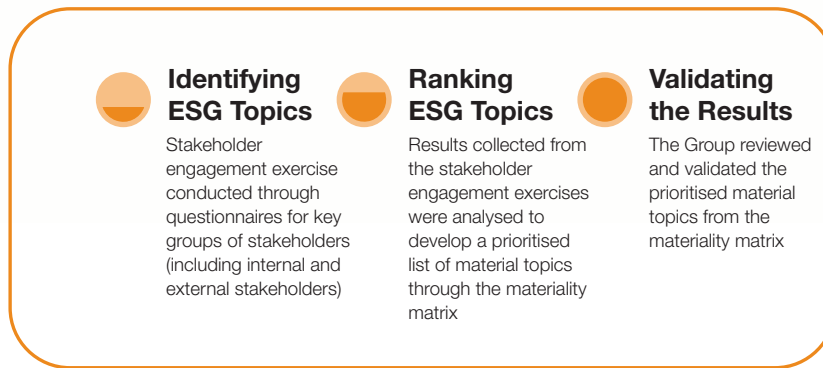 Identifying
ESG Topics
Stakeholder
engagement exercise
conducted through
questionnaires for key
groups of stakeholders
(including internal and
external stakeholders)
Ranking
ESG Topics
Results collected from
the stakeholder
engagement exercises
were analysed to
develop a prioritised
list of material topics
through the materiality
matrix
Validating
the Results
The Group reviewed
and validated the
prioritised material
topics from the
materiality matrix